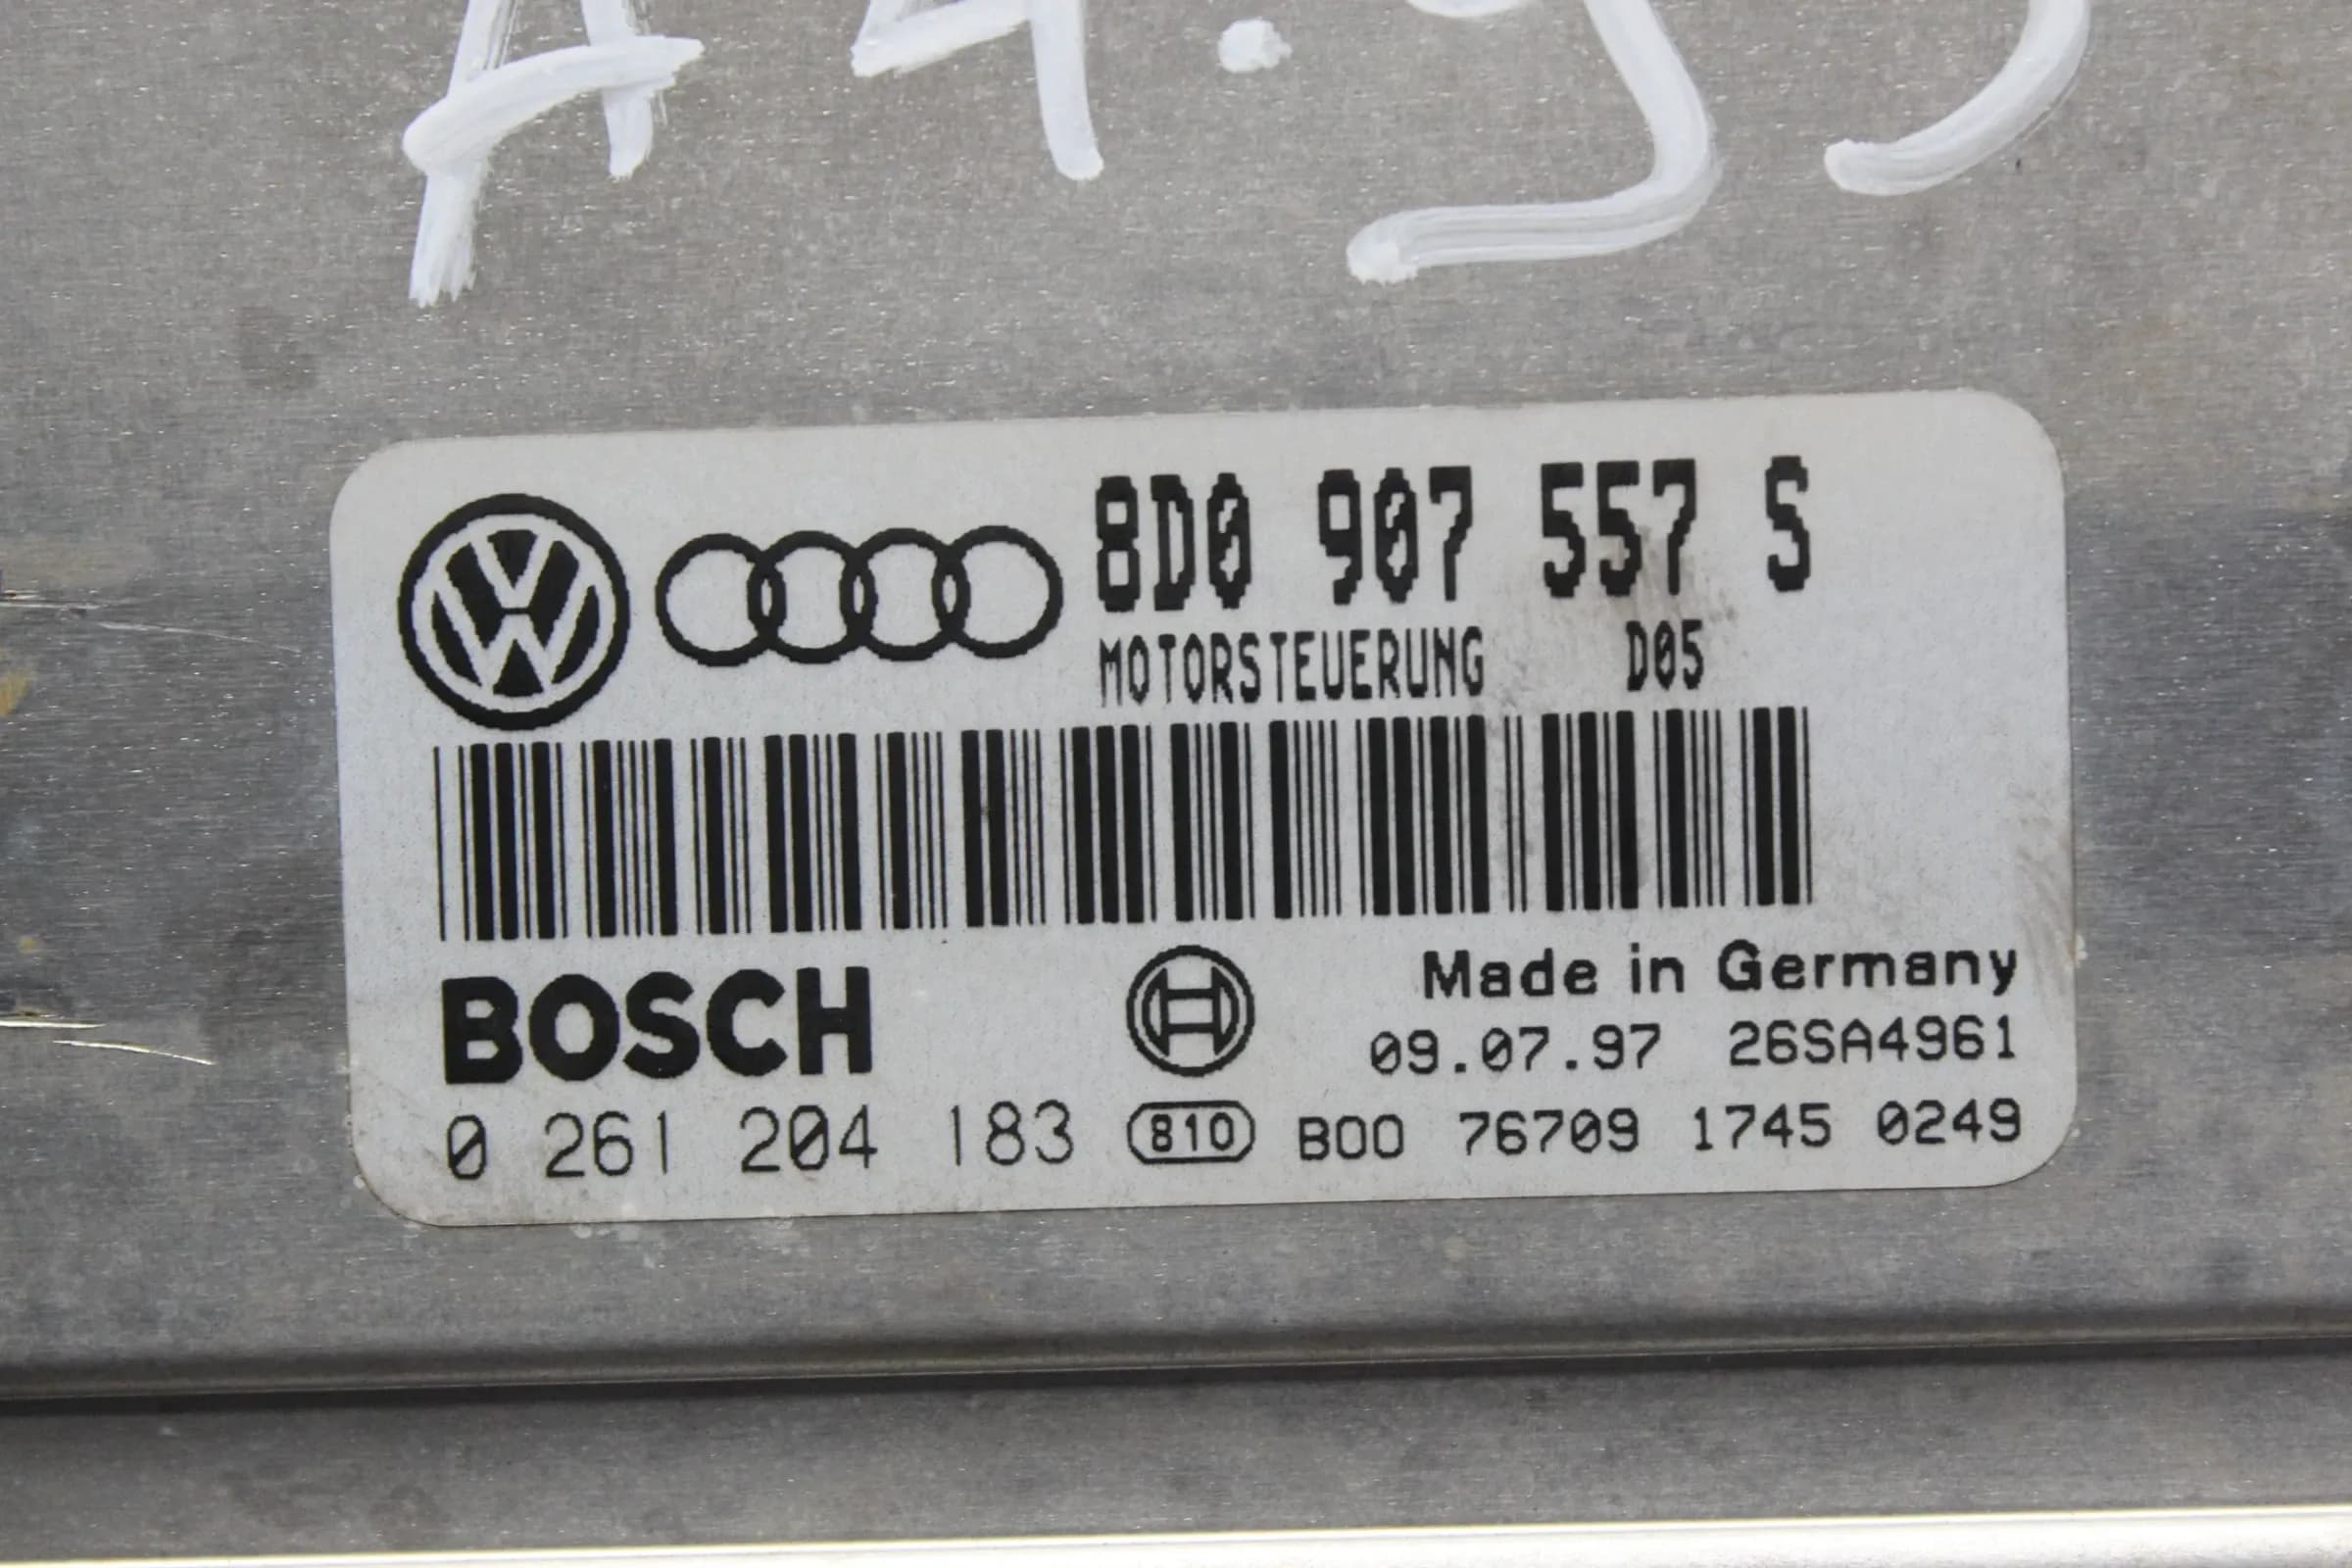 A4.95
8D0 907 557 S
MOTORSTEUERUNG D05
BOSCH
Made in Germany
09.07.97 26SA4961
0 261 204 183 810 B00 76709 1745 0249